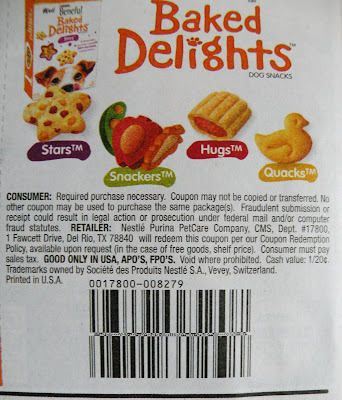 Beneful
Baked
Delights
Stars
Baked
Delights™
DOG SNACKS
Stars™
Snackers™
Hugs™
Quacks™
CONSUMER: Required purchase necessary. Coupon may not be copied or transferred. No
other coupon may be used to purchase the same package(s). Fraudulent submission or
receipt could result in legal action or prosecution under federal mail and/or computer
fraud statutes. RETAILER: Nestlé Purina PetCare Company, CMS, Dept. #17800,
1 Fawcett Drive, Del Rio, TX 78840 will redeem this coupon per our Coupon Redemption
Policy, available upon request (in the case of free goods, shelf price). Consumer must pay
sales tax. GOOD ONLY IN USA, APO'S, FPO'S. Void where prohibited. Cash value: 1/20¢.
Trademarks owned by Société des Produits Nestlé S.A., Vevey, Switzerland.
Printed in U.S.A.
0017800-008279